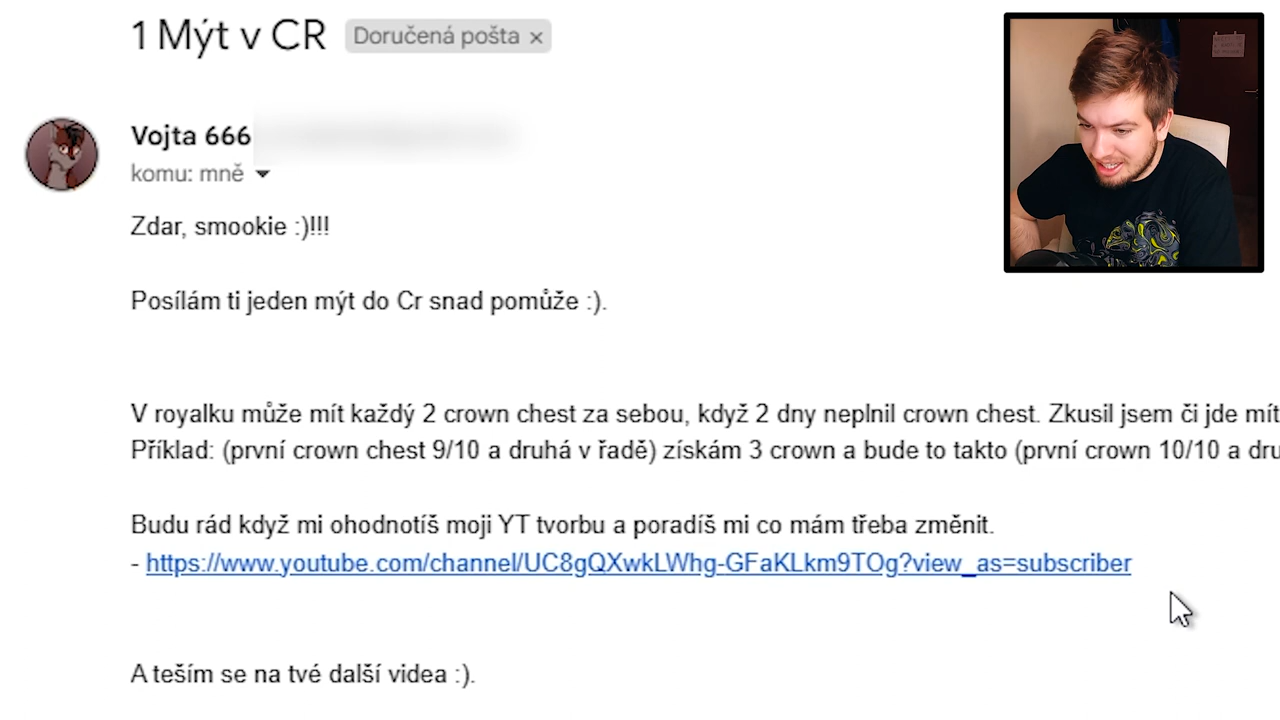 1 Mýt v CR
Doručená pošta ×
Vojta 666
komu: mně
Zdar, smookie :)!!!
Posílám ti jeden mýt do Cr snad pomůže :).
V royalku může mít každý 2 crown chest za sebou, když 2 dny neplnil crown chest. Zkusil jsem či jde mít
Příklad: (první crown chest 9/10 a druhá v řadě) získám 3 crown a bude to takto (první crown 10/10 a dru
Budu rád když mi ohodnotíš moji YT tvorbu a poradíš mi co mám třeba změnit.
- https://www.youtube.com/channel/UC8gQXwkLWhg-GFaKLkm9TOg?view_as=subscriber
A teším se na tvé další videa :).